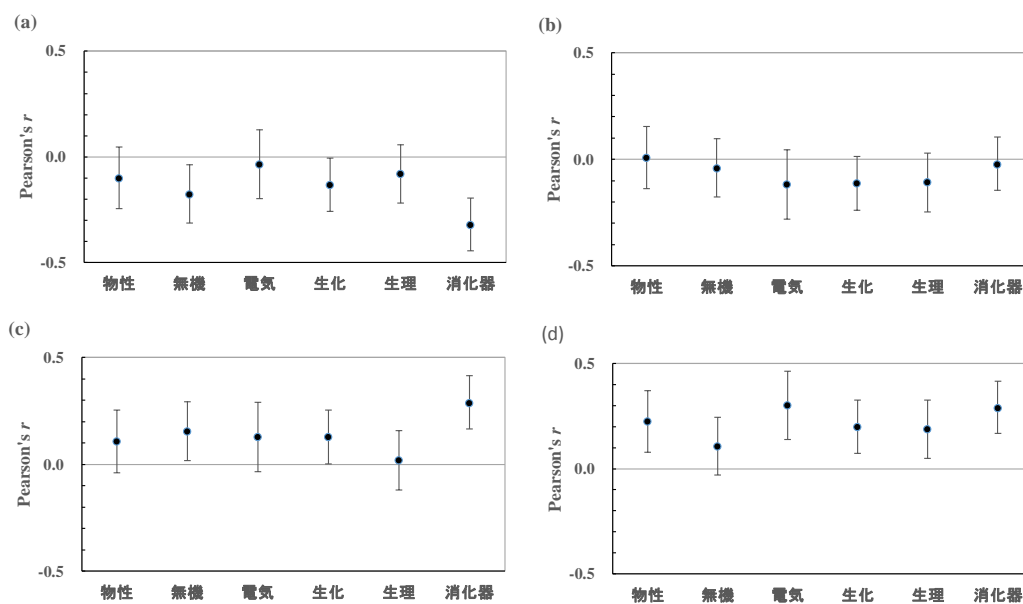 (a)
0.5
0.0
-0.5
Pearson's r
物性 無機 電気 生化 生理 消化器
(b)
0.5
0.0
-0.5
Pearson's r
物性 無機 電気 生化 生理 消化器
(c)
0.5
0.0
-0.5
Pearson's r
物性 無機 電気 生化 生理 消化器
(d)
0.5
0.0
-0.5
Pearson's r
物性 無機 電気 生化 生理 消化器